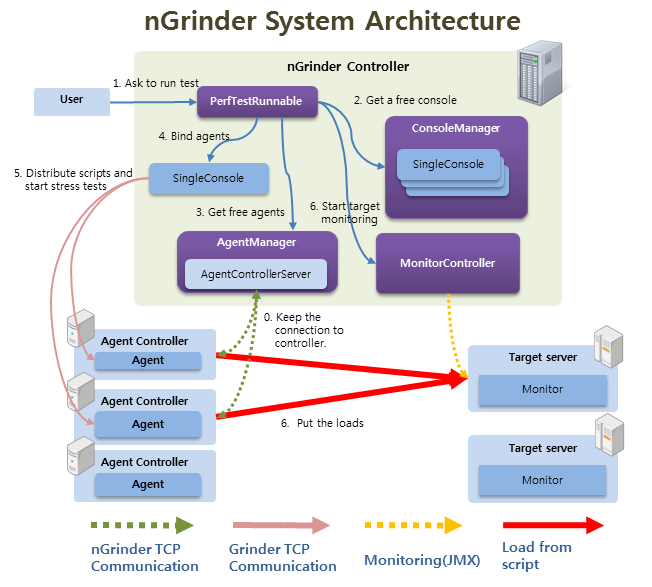 nGrinder System Architecture
nGrinder Controller
1. Ask to run test
User
PerfTestRunnable
2. Get a free console
ConsoleManager
SingleConsole
4. Bind agents
5. Distribute scripts and
start stress tests
SingleConsole
3. Get free agents
6. Start target
monitoring
AgentManager
AgentControllerServer
MonitorController
0. Keep the
connection to
controller.
Agent Controller
Agent
Agent Controller
Agent
Agent Controller
Agent
6. Put the loads
Target server
Monitor
Target server
Monitor
nGrinder TCP
Communication
Grinder TCP
Communication
Monitoring(JMX)
Load from
script